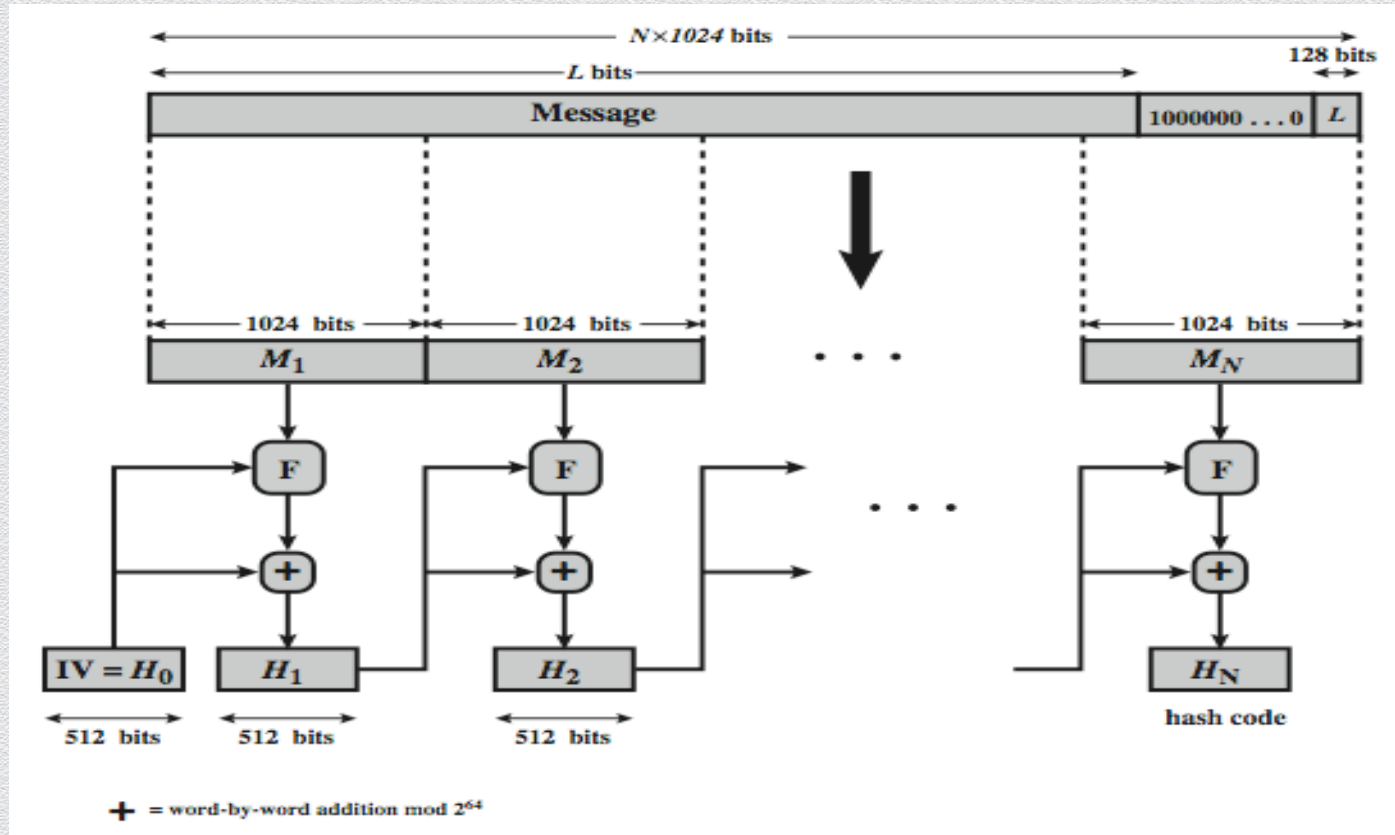 N×1024 bits
128 bits
L bits
Message 1000000 . . . 0 L
1024 bits 1024 bits 1024 bits
M1 M2 . . . MN
F F F
. . .
+ + +
IV = H0 H1 H2 HN
hash code
512 bits 512 bits 512 bits
+ = word-by-word addition mod 2^64